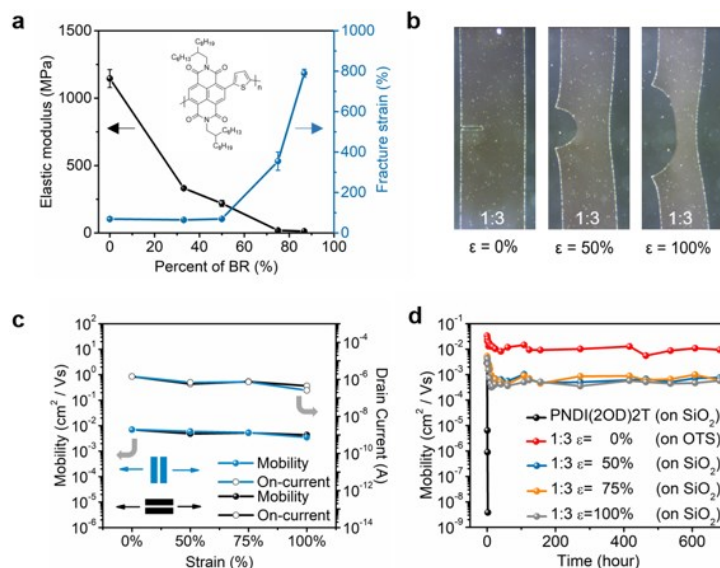 a
Elastic modulus (MPa)
1500
1000
500
0
0 20 40 60 80 100
Percent of BR (%)
1000
800
600
400
200
0
Fracture strain (%)
C₈H₁₇
C₆H₁₃
O N O
S
n
O N O
C₆H₁₃
b
1:3
1:3
1:3
ε = 0%
ε = 50%
ε = 100%
c
Mobility (cm² / Vs)
10²
10¹
10⁰
10⁻¹
10⁻²
10⁻³
10⁻⁴
10⁻⁵
10⁻⁶
0% 50% 75% 100%
Strain (%)
10⁻⁴
10⁻⁶
10⁻⁹
10⁻¹²
10⁻¹⁴
Drain Current (A)
Mobility
On-current
Mobility
On-current
d
Mobility (cm² / Vs)
10⁻¹
10⁻²
10⁻³
10⁻⁴
10⁻⁵
10⁻⁶
10⁻⁷
10⁻⁸
10⁻⁹
0 200 400 600
Time (hour)
PNDI(2OD)2T (on SiO₂)
1:3 ε= 0% (on OTS)
1:3 ε= 50% (on SiO₂)
1:3 ε= 75% (on SiO₂)
1:3 ε=100% (on SiO₂)